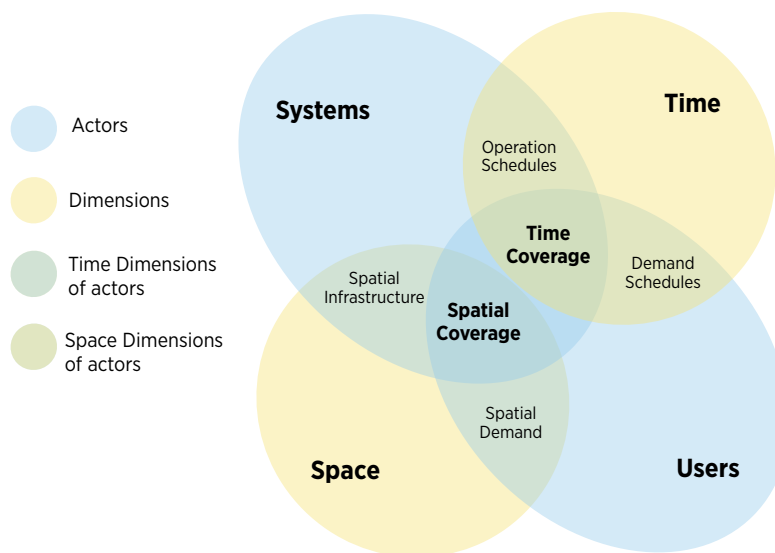 Systems
Time
Actors
Operation
Schedules
Dimensions
Time
Coverage
Demand
Schedules
Time Dimensions
of actors
Spatial
Infrastructure
Spatial
Coverage
Space Dimensions
of actors
Spatial
Demand
Space
Users